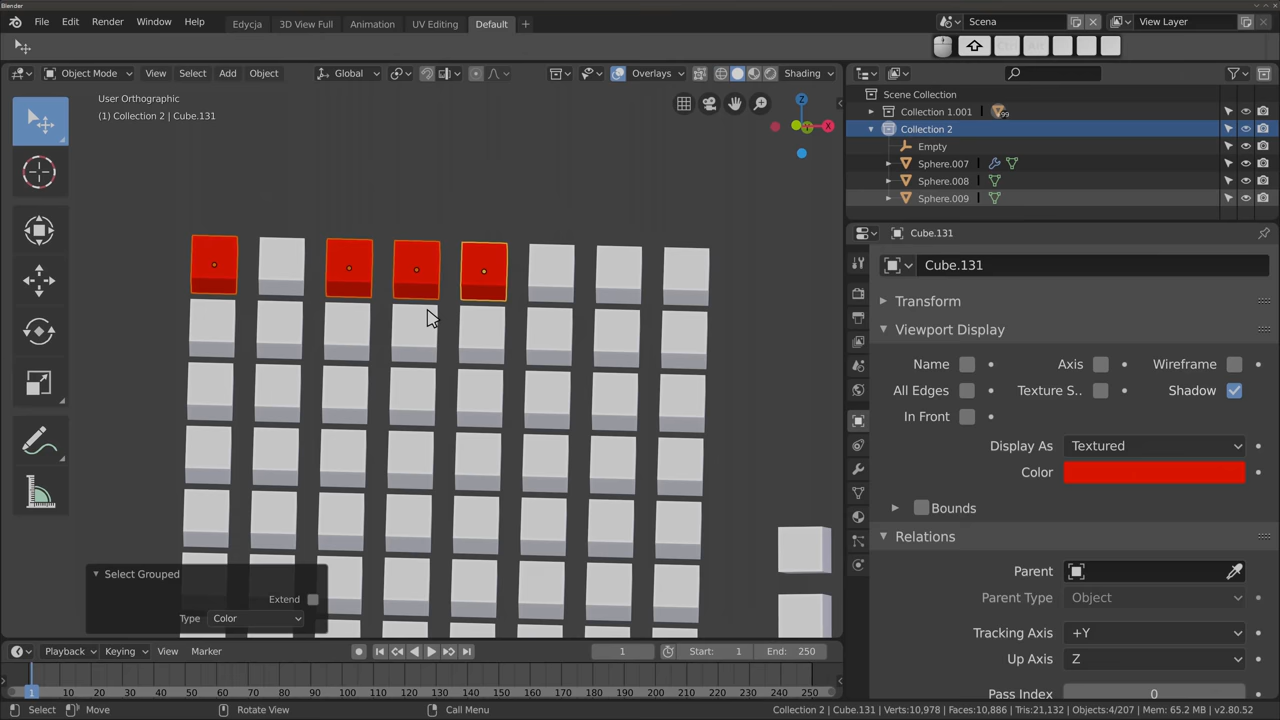 Blender
File Edit Render Window Help Edycja 3D View Full Animation UV Editing Default + Scena View Layer
Ctrl Alt
Object Mode View Select Add Object Global Overlays Shading
User Orthographic
(1) Collection 2 | Cube.131
Z
X
Scene Collection
Collection 1.001 99
Collection 2
Empty
Sphere.007
Sphere.008
Sphere.009
Cube.131
Cube.131
Transform
Viewport Display
Name Axis Wireframe
All Edges Texture S.. Shadow
In Front
Display As Textured
Color
Bounds
Relations
Parent Object
Parent Type Object
Tracking Axis +Y
Up Axis Z
Pass Index 0
Select Grouped
Extend
Type Color
Playback Keying View Marker 1 Start: 1 End: 250
1 10 20 30 40 50 60 70 80 90 100 110 120 130 140 150 160 170 180 190 200 210 220 230 240 250
Select Move Rotate View Call Menu Collection 2 | Cube.131 | Verts:10,978 | Faces:10,886 | Tris:21,132 | Objects:4/207 | Mem: 65.2 MB | v2.80.52